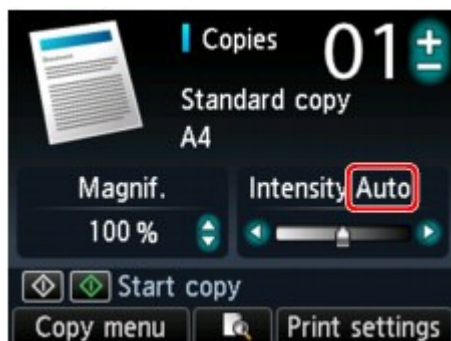 Copies 01
Standard copy
A4
Magnif.
Intensity Auto
100 %
Start copy
Copy menu
Print settings